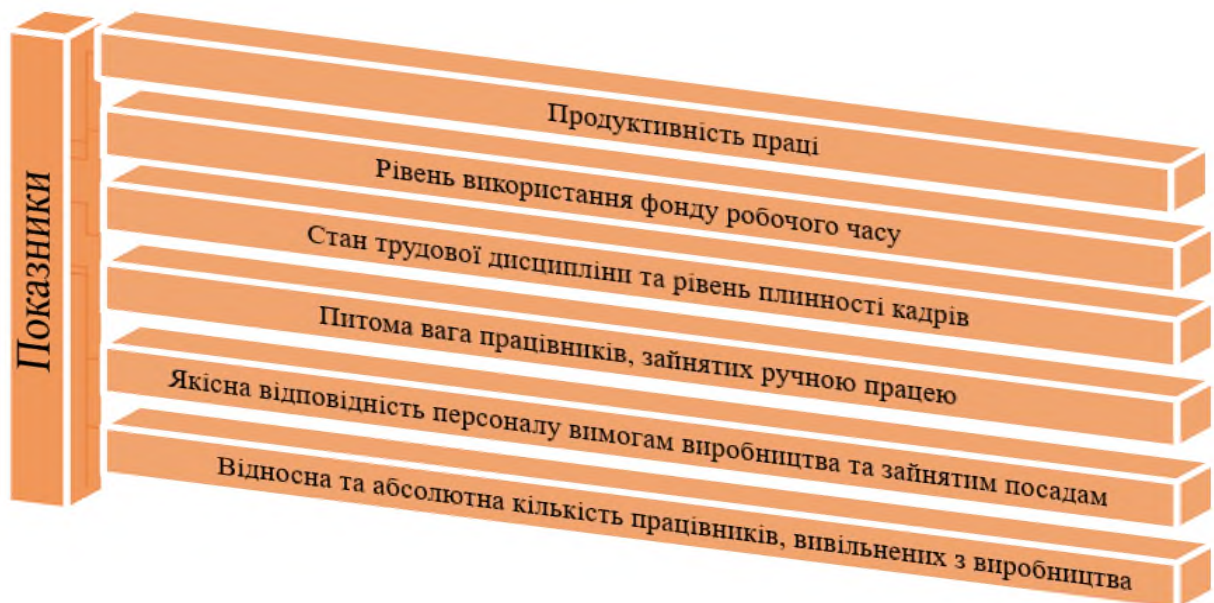 Показники
Продуктивність праці
Рівень використання фонду робочого часу
Стан трудової дисципліни та рівень плинності кадрів
Питома вага працівників, зайнятих ручною працею
Якісна відповідність персоналу вимогам виробництва та зайнятим посадам
Відносна та абсолютна кількість працівників, вивільнених з виробництва